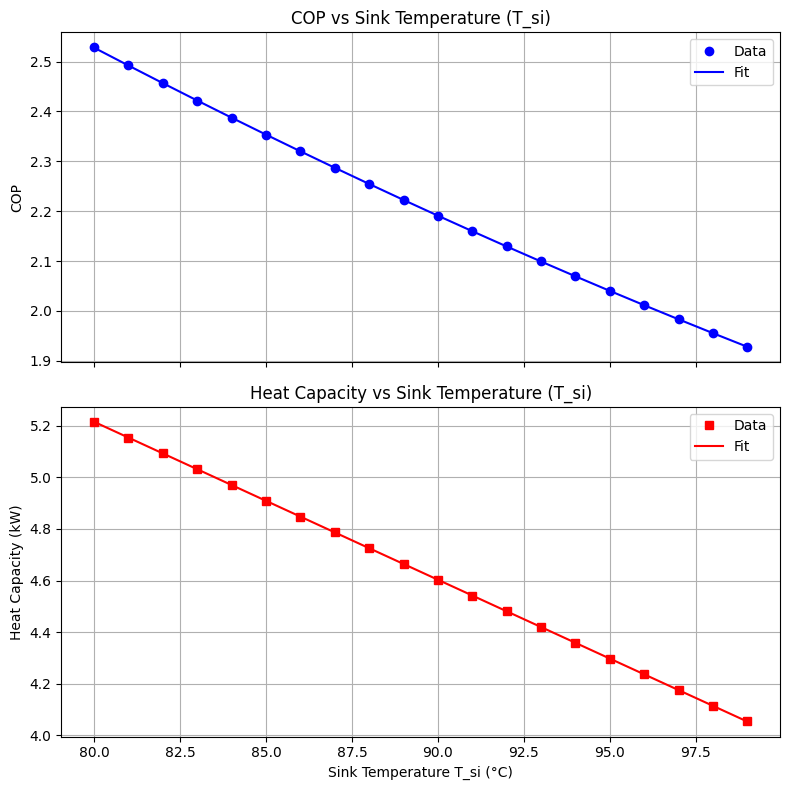 COP vs Sink Temperature (T_si)
2.5
2.4
2.3
2.2
2.1
2.0
1.9
COP
Data
Fit
Heat Capacity vs Sink Temperature (T_si)
5.2
5.0
4.8
4.6
4.4
4.2
4.0
Heat Capacity (kW)
Data
Fit
80.0 82.5 85.0 87.5 90.0 92.5 95.0 97.5
Sink Temperature T_si (°C)